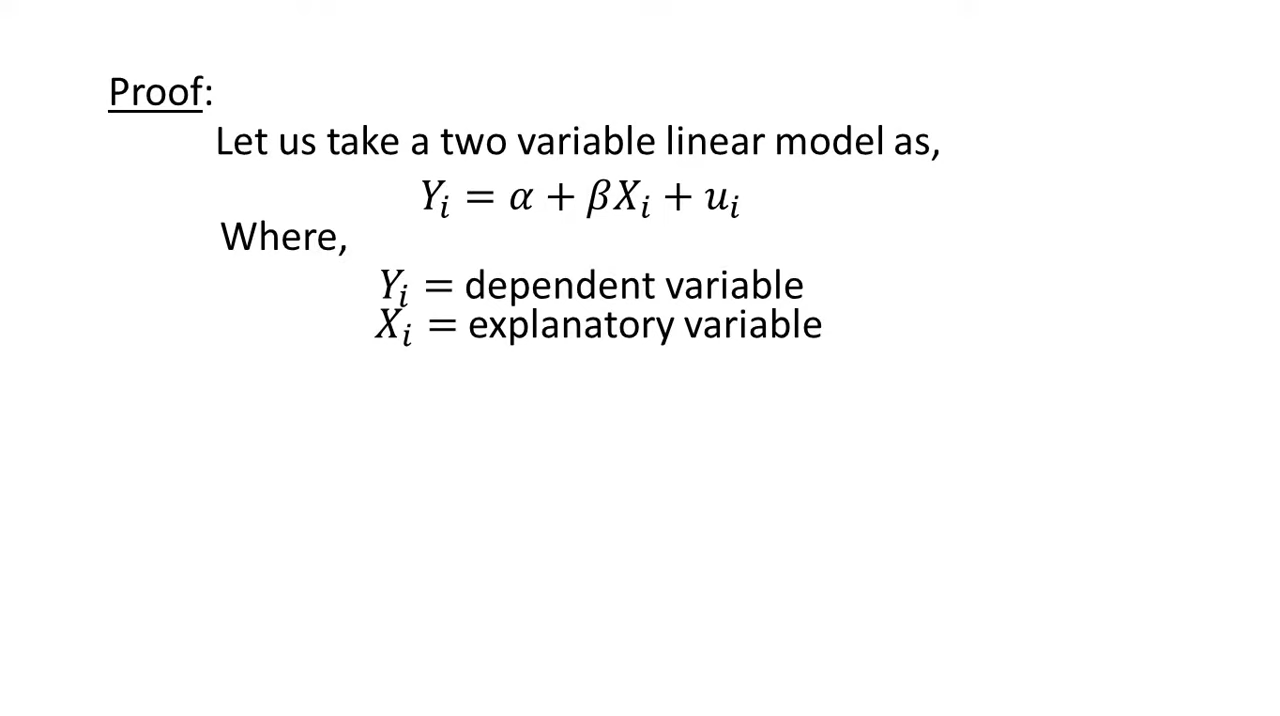 Proof:
Let us take a two variable linear model as,
𝑌ᵢ = 𝛼 + 𝛽𝑋ᵢ + 𝑢ᵢ
Where,
𝑌ᵢ = dependent variable
𝑋ᵢ = explanatory variable